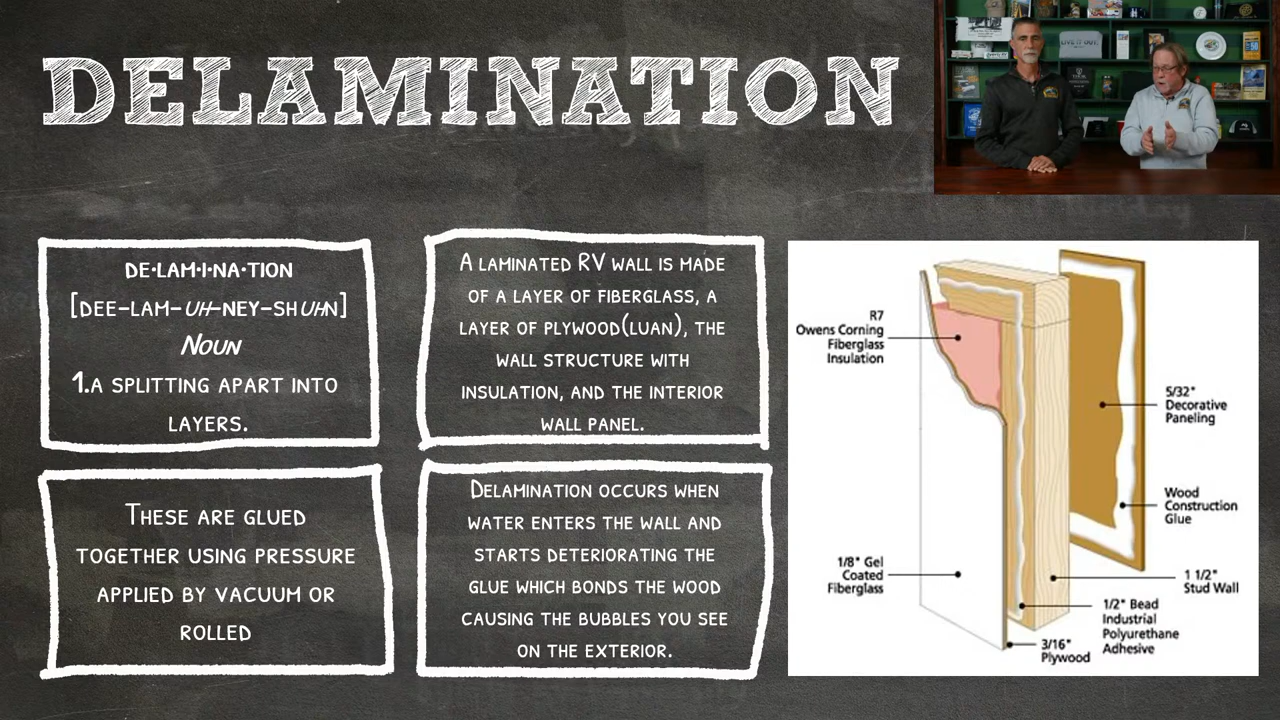 DELAMINATION
DE·LAM·I·NA·TION
[DEE-LAM-UH-NEY-SHUHN]
NOUN
1.A SPLITTING APART INTO
LAYERS.
A LAMINATED RV WALL IS MADE
OF A LAYER OF FIBERGLASS, A
LAYER OF PLYWOOD(LUAN), THE
WALL STRUCTURE WITH
INSULATION, AND THE INTERIOR
WALL PANEL.
THESE ARE GLUED
TOGETHER USING PRESSURE
APPLIED BY VACUUM OR
ROLLED
DELAMINATION OCCURS WHEN
WATER ENTERS THE WALL AND
STARTS DETERIORATING THE
GLUE WHICH BONDS THE WOOD
CAUSING THE BUBBLES YOU SEE
ON THE EXTERIOR.
R7
Owens Corning
Fiberglass
Insulation
5/32"
Decorative
Paneling
Wood
Construction
Glue
1/8" Gel
Coated
Fiberglass
1 1/2"
Stud Wall
1/2" Bead
Industrial
Polyurethane
Adhesive
3/16"
Plywood